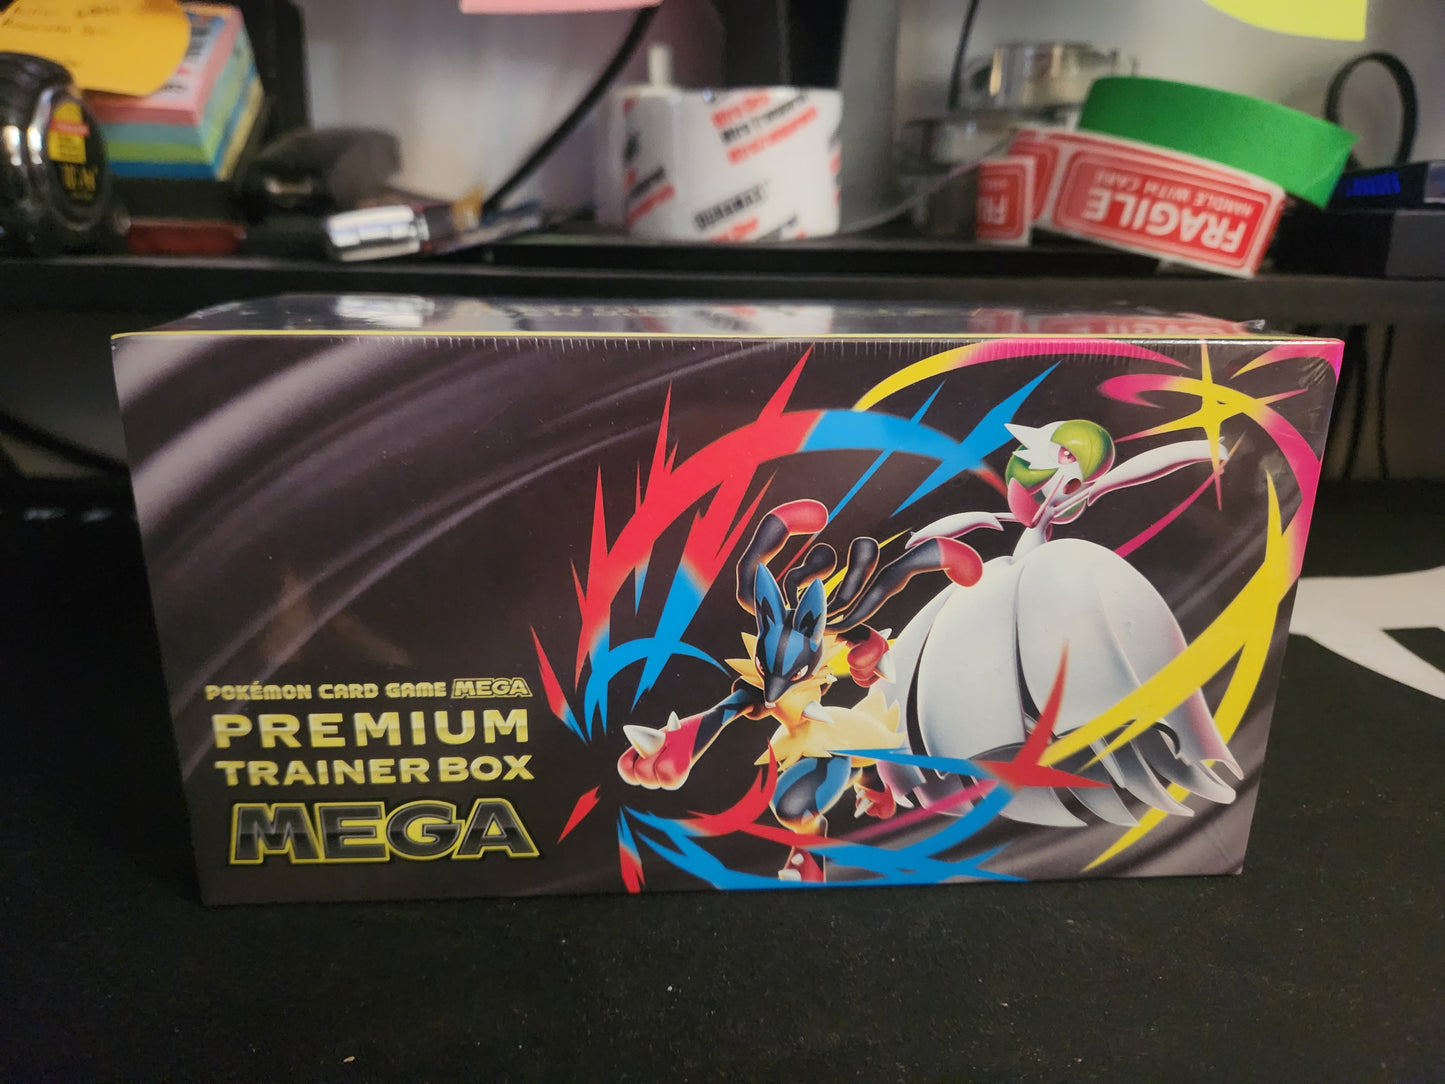 FRAGILE
HANDLE WITH CARE
POKÉMON CARD GAME MEGA
PREMIUM
TRAINER BOX
MEGA